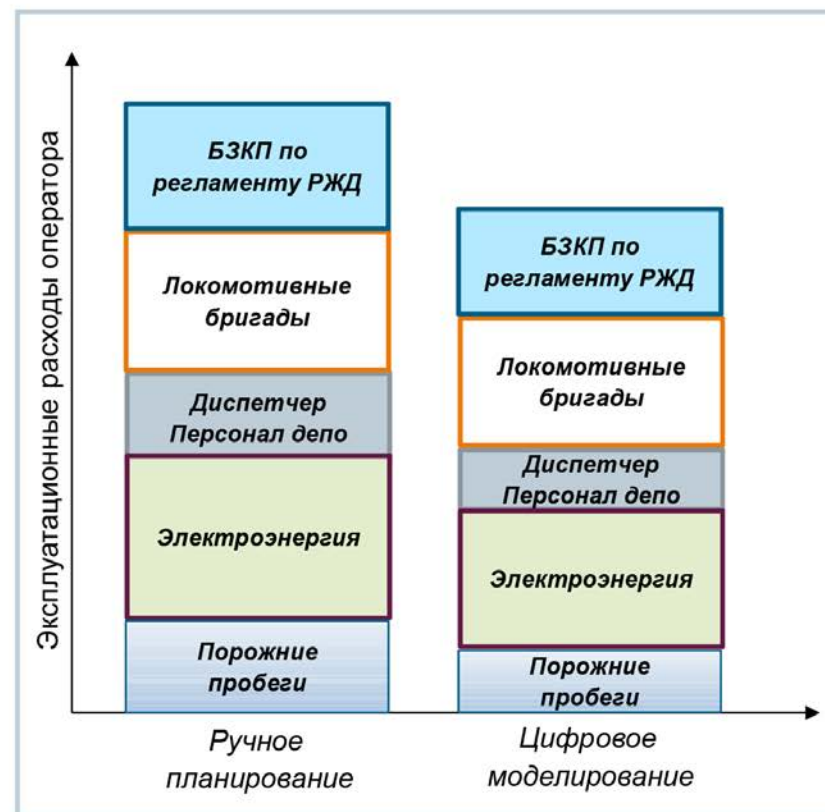 Эксплуатационные расходы оператора
БЗКП по
регламенту РЖД
Локомотивные
бригады
Диспетчер
Персонал депо
Электроэнергия
Порожние
пробеги
Ручное
планирование
БЗКП по
регламенту РЖД
Локомотивные
бригады
Диспетчер
Персонал депо
Электроэнергия
Порожние
пробеги
Цифровое
моделирование